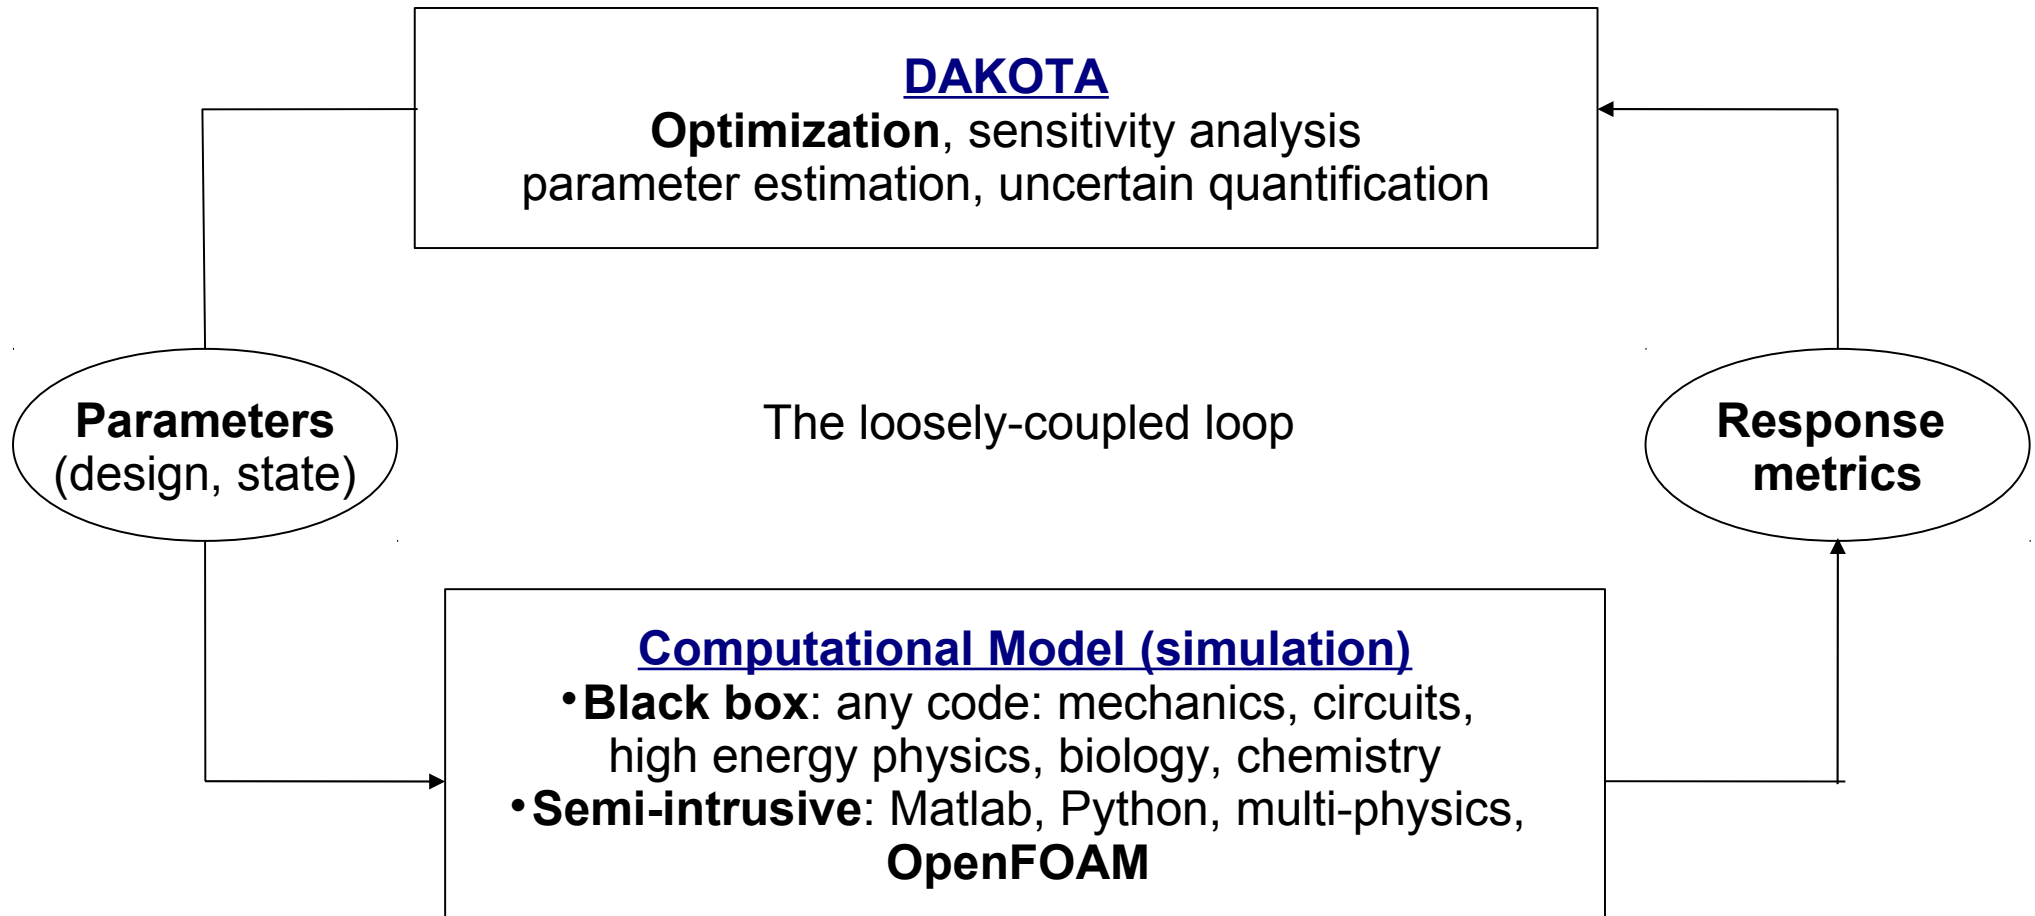 DAKOTA
Optimization, sensitivity analysis
parameter estimation, uncertain quantification
Parameters
(design, state)
The loosely-coupled loop
Response
metrics
Computational Model (simulation)
•Black box: any code: mechanics, circuits,
high energy physics, biology, chemistry
•Semi-intrusive: Matlab, Python, multi-physics,
OpenFOAM